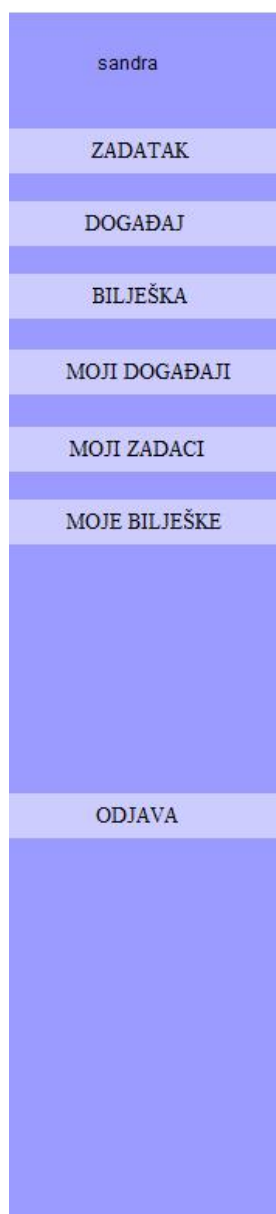 sandra
ZADATAK
DOGAĐAJ
BILJEŠKA
MOJI DOGAĐAJI
MOJI ZADACI
MOJE BILJEŠKE
ODJAVA